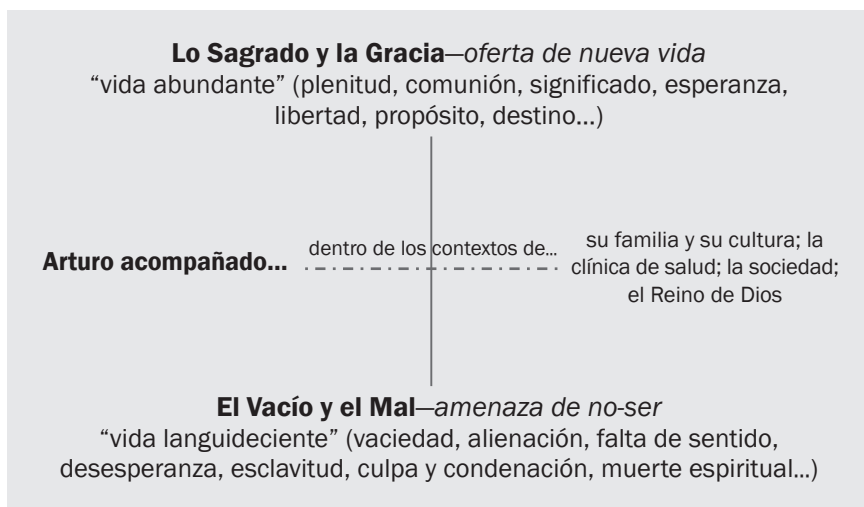 Lo Sagrado y la Gracia—oferta de nueva vida
“vida abundante” (plenitud, comunión, significado, esperanza,
libertad, propósito, destino...)
Arturo acompañado...
dentro de los contextos de...
su familia y su cultura; la
clínica de salud; la sociedad;
el Reino de Dios
El Vacío y el Mal—amenaza de no-ser
“vida languideciente” (vaciedad, alienación, falta de sentido,
desesperanza, esclavitud, culpa y condenación, muerte espiritual...)